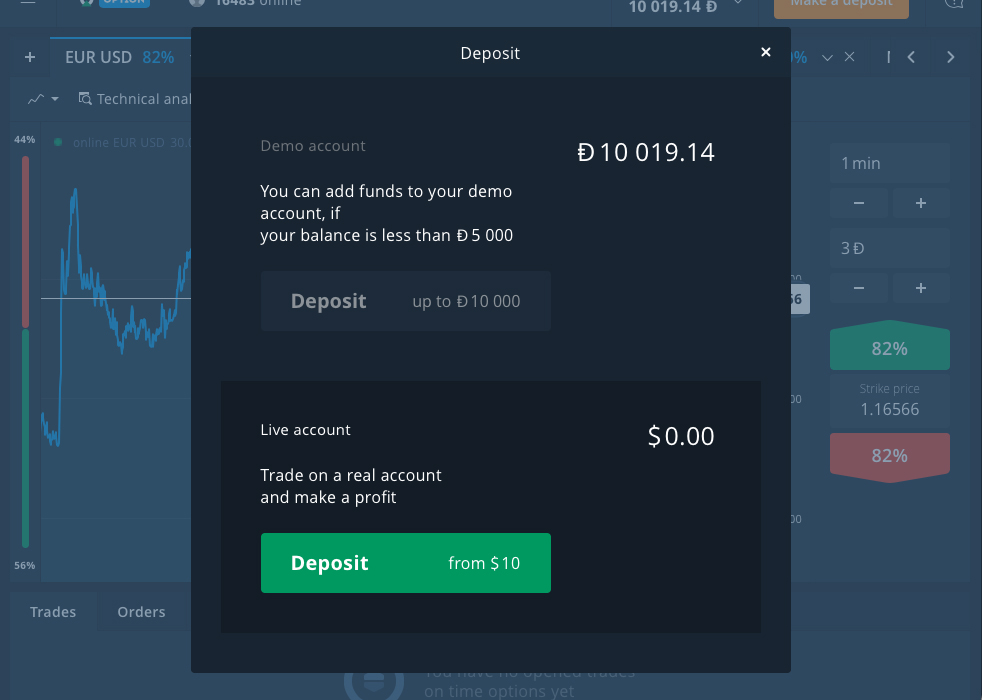 OPTION
16483 online
10 019.14 Đ
Make a deposit
Deposit
EUR USD 82%
Technical anal
44%
online EUR USD 30.
Demo account
Đ 10 019.14
You can add funds to your demo
account, if
your balance is less than Đ 5 000
Deposit up to Đ 10 000
1 min
3 Đ
82%
Strike price
1.16566
82%
Live account
$ 0.00
Trade on a real account
and make a profit
Deposit from $ 10
56%
Trades Orders
You have no opened trades
on time options yet